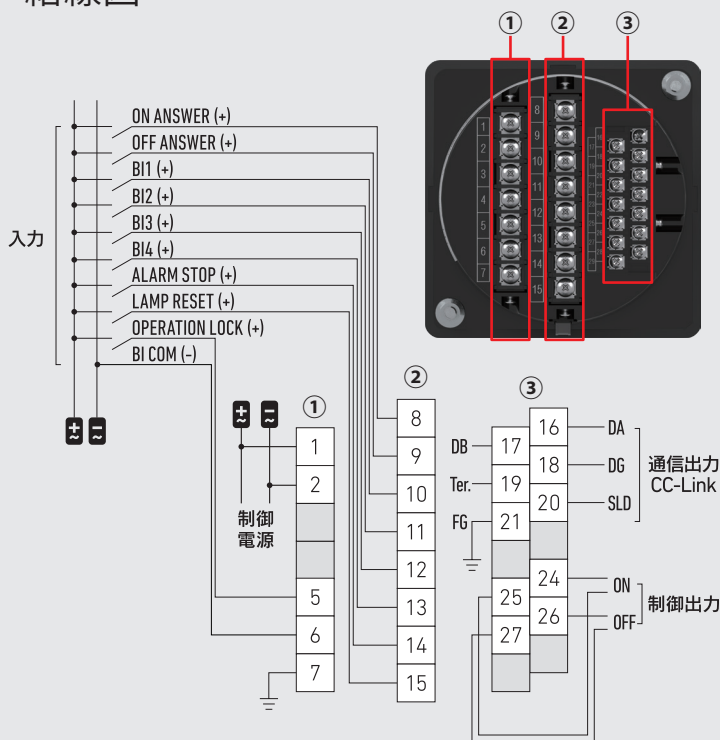 ① ② ③
8
1 9
2 10
3 11
4 12
5 13
6 14
7 15
ON ANSWER (+)
OFF ANSWER (+)
BI1 (+)
BI2 (+)
BI3 (+)
BI4 (+)
ALARM STOP (+)
LAMP RESET (+)
OPERATION LOCK (+)
BI COM (-)
入力
+
~
−
~
①
+
~
−
~
1
2
制御
電源
5
6
7
②
8
9
10
11
12
13
14
15
③
16 DA
DB 17
18 DG
Ter. 19
20 SLD
FG 21
通信出力
CC-Link
24 ON
25
26 OFF
27
制御出力